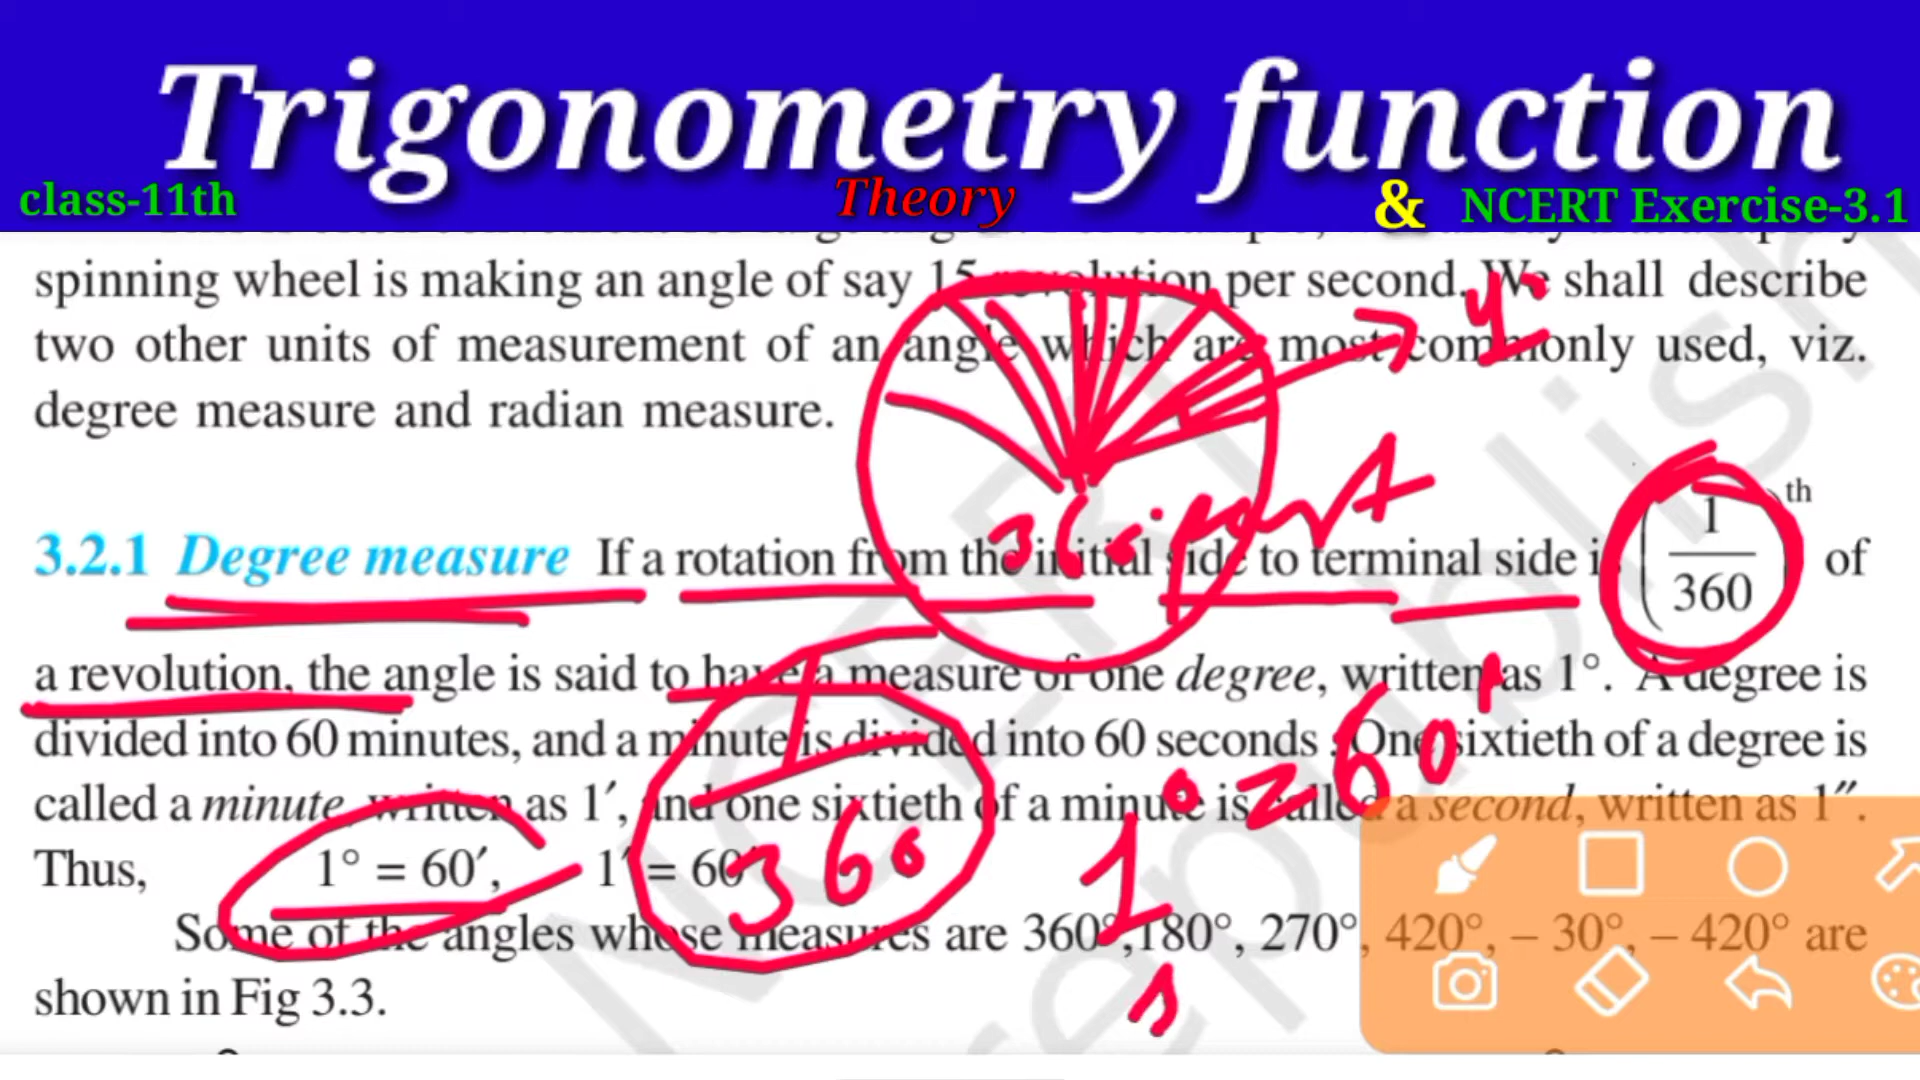 Trigonometry function
class-11th Theory & NCERT Exercise-3.1
spinning wheel is making an angle of say 15 revolution per second. We shall describe
two other units of measurement of an angle which are most commonly used, viz.
degree measure and radian measure.
360 part
3.2.1 Degree measure If a rotation from the initial side to terminal side is (1/360)th of
a revolution, the angle is said to have a measure of one degree, written as 1°. A degree is
divided into 60 minutes, and a minute is divided into 60 seconds . One sixtieth of a degree is
called a minute, written as 1′, and one sixtieth of a minute is called a second, written as 1″.
Thus, 1° = 60′, 1′ = 60″
360
1° = 60′
Some of the angles whose measures are 360°,180°, 270°, 420°, – 30°, – 420° are
shown in Fig 3.3.